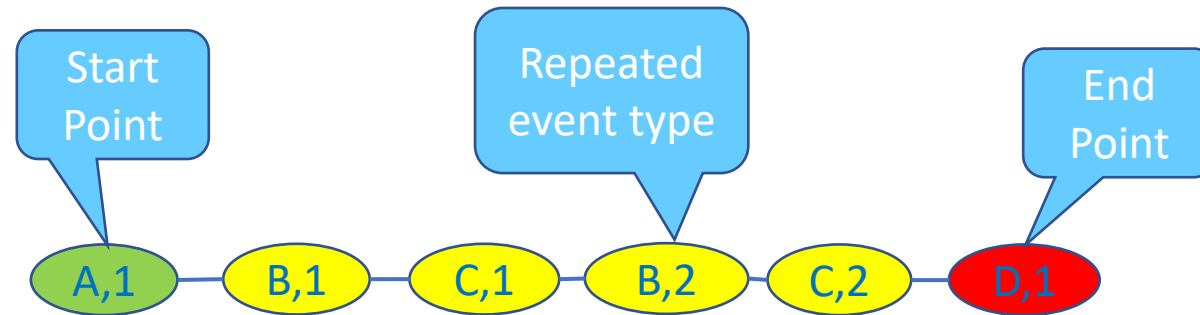 Start
Point
Repeated
event type
End
Point
A,1
B,1
C,1
B,2
C,2
D,1